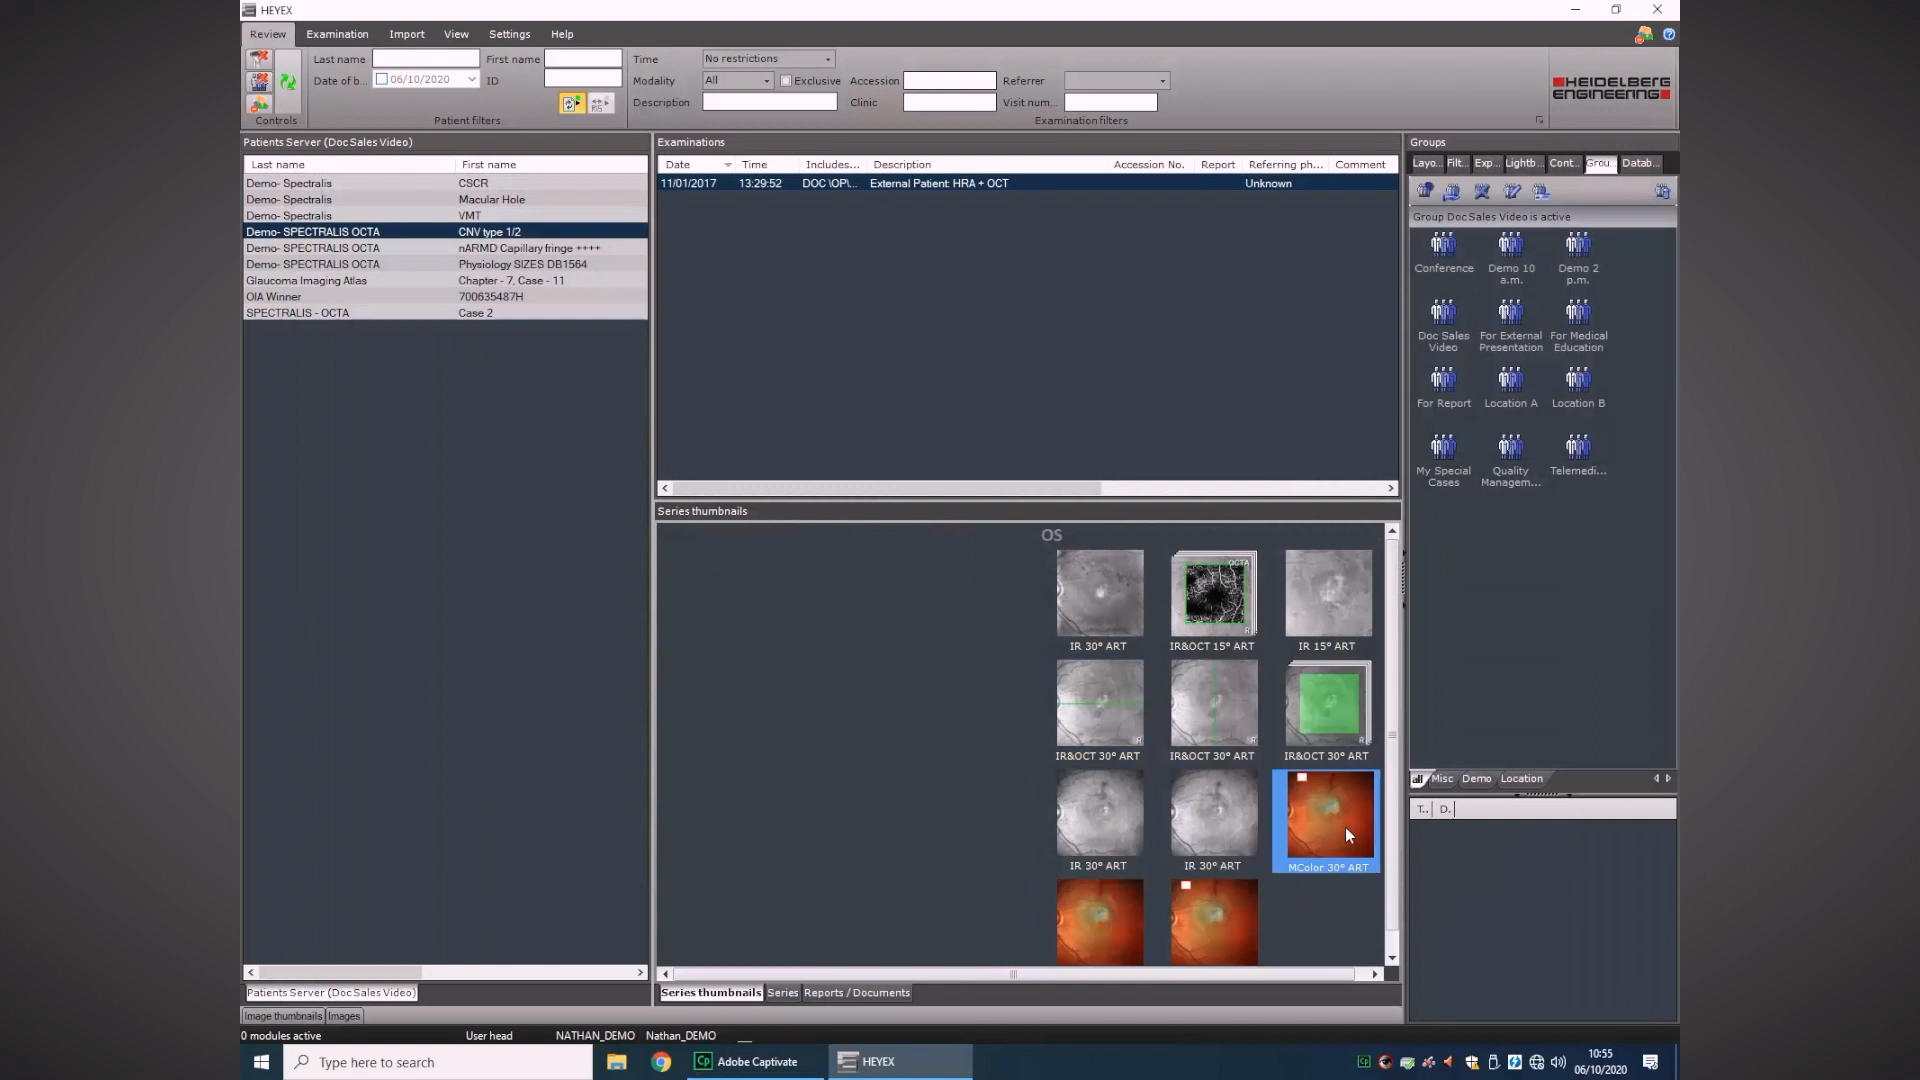 HEYEX
Review Examination Import View Settings Help
Last name First name Time No restrictions
Date of b... 06/10/2020 ID Modality All Exclusive Accession Referrer
Description Clinic Visit num...
Controls Patient filters Examination filters
HEIDELBERG
ENGINEERING
Patients Server (Doc Sales Video)
Last name First name
Demo- Spectralis CSCR
Demo- Spectralis Macular Hole
Demo- Spectralis VMT
Demo- SPECTRALIS OCTA CNV type 1/2
Demo- SPECTRALIS OCTA nARMD Capillary fringe ++++
Demo- SPECTRALIS OCTA Physiology SIZES DB1564
Glaucoma Imaging Atlas Chapter - 7, Case - 11
OIA Winner 700635487H
SPECTRALIS - OCTA Case 2
Patients Server (Doc Sales Video)
Image thumbnails Images
Examinations
Date Time Includes... Description Accession No. Report Referring ph... Comment
11/01/2017 13:29:52 DOC \OP\... External Patient: HRA + OCT Unknown
Series thumbnails
OS
OCTA
R
IR 30° ART IR&OCT 15° ART IR 15° ART
R R R
IR&OCT 30° ART IR&OCT 30° ART IR&OCT 30° ART
IR 30° ART IR 30° ART MColor 30° ART
Series thumbnails Series Reports / Documents
Groups
Layo... Filt... Exp... Lightb... Cont... Grou... Datab...
Group Doc Sales Video is active
Conference Demo 10 a.m. Demo 2 p.m.
Doc Sales Video For External Presentation For Medical Education
For Report Location A Location B
My Special Cases Quality Managem... Telemedi...
all Misc Demo Location
T.. D.
0 modules active User head NATHAN_DEMO Nathan_DEMO
Type here to search Cp Adobe Captivate HEYEX
10:55
06/10/2020